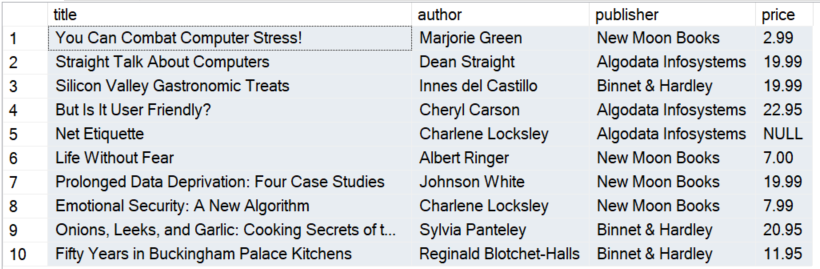 title author publisher price
1 You Can Combat Computer Stress! Marjorie Green New Moon Books 2.99
2 Straight Talk About Computers Dean Straight Algodata Infosystems 19.99
3 Silicon Valley Gastronomic Treats Innes del Castillo Binnet & Hardley 19.99
4 But Is It User Friendly? Cheryl Carson Algodata Infosystems 22.95
5 Net Etiquette Charlene Locksley Algodata Infosystems NULL
6 Life Without Fear Albert Ringer New Moon Books 7.00
7 Prolonged Data Deprivation: Four Case Studies Johnson White New Moon Books 19.99
8 Emotional Security: A New Algorithm Charlene Locksley New Moon Books 7.99
9 Onions, Leeks, and Garlic: Cooking Secrets of t... Sylvia Panteley Binnet & Hardley 20.95
10 Fifty Years in Buckingham Palace Kitchens Reginald Blotchet-Halls Binnet & Hardley 11.95